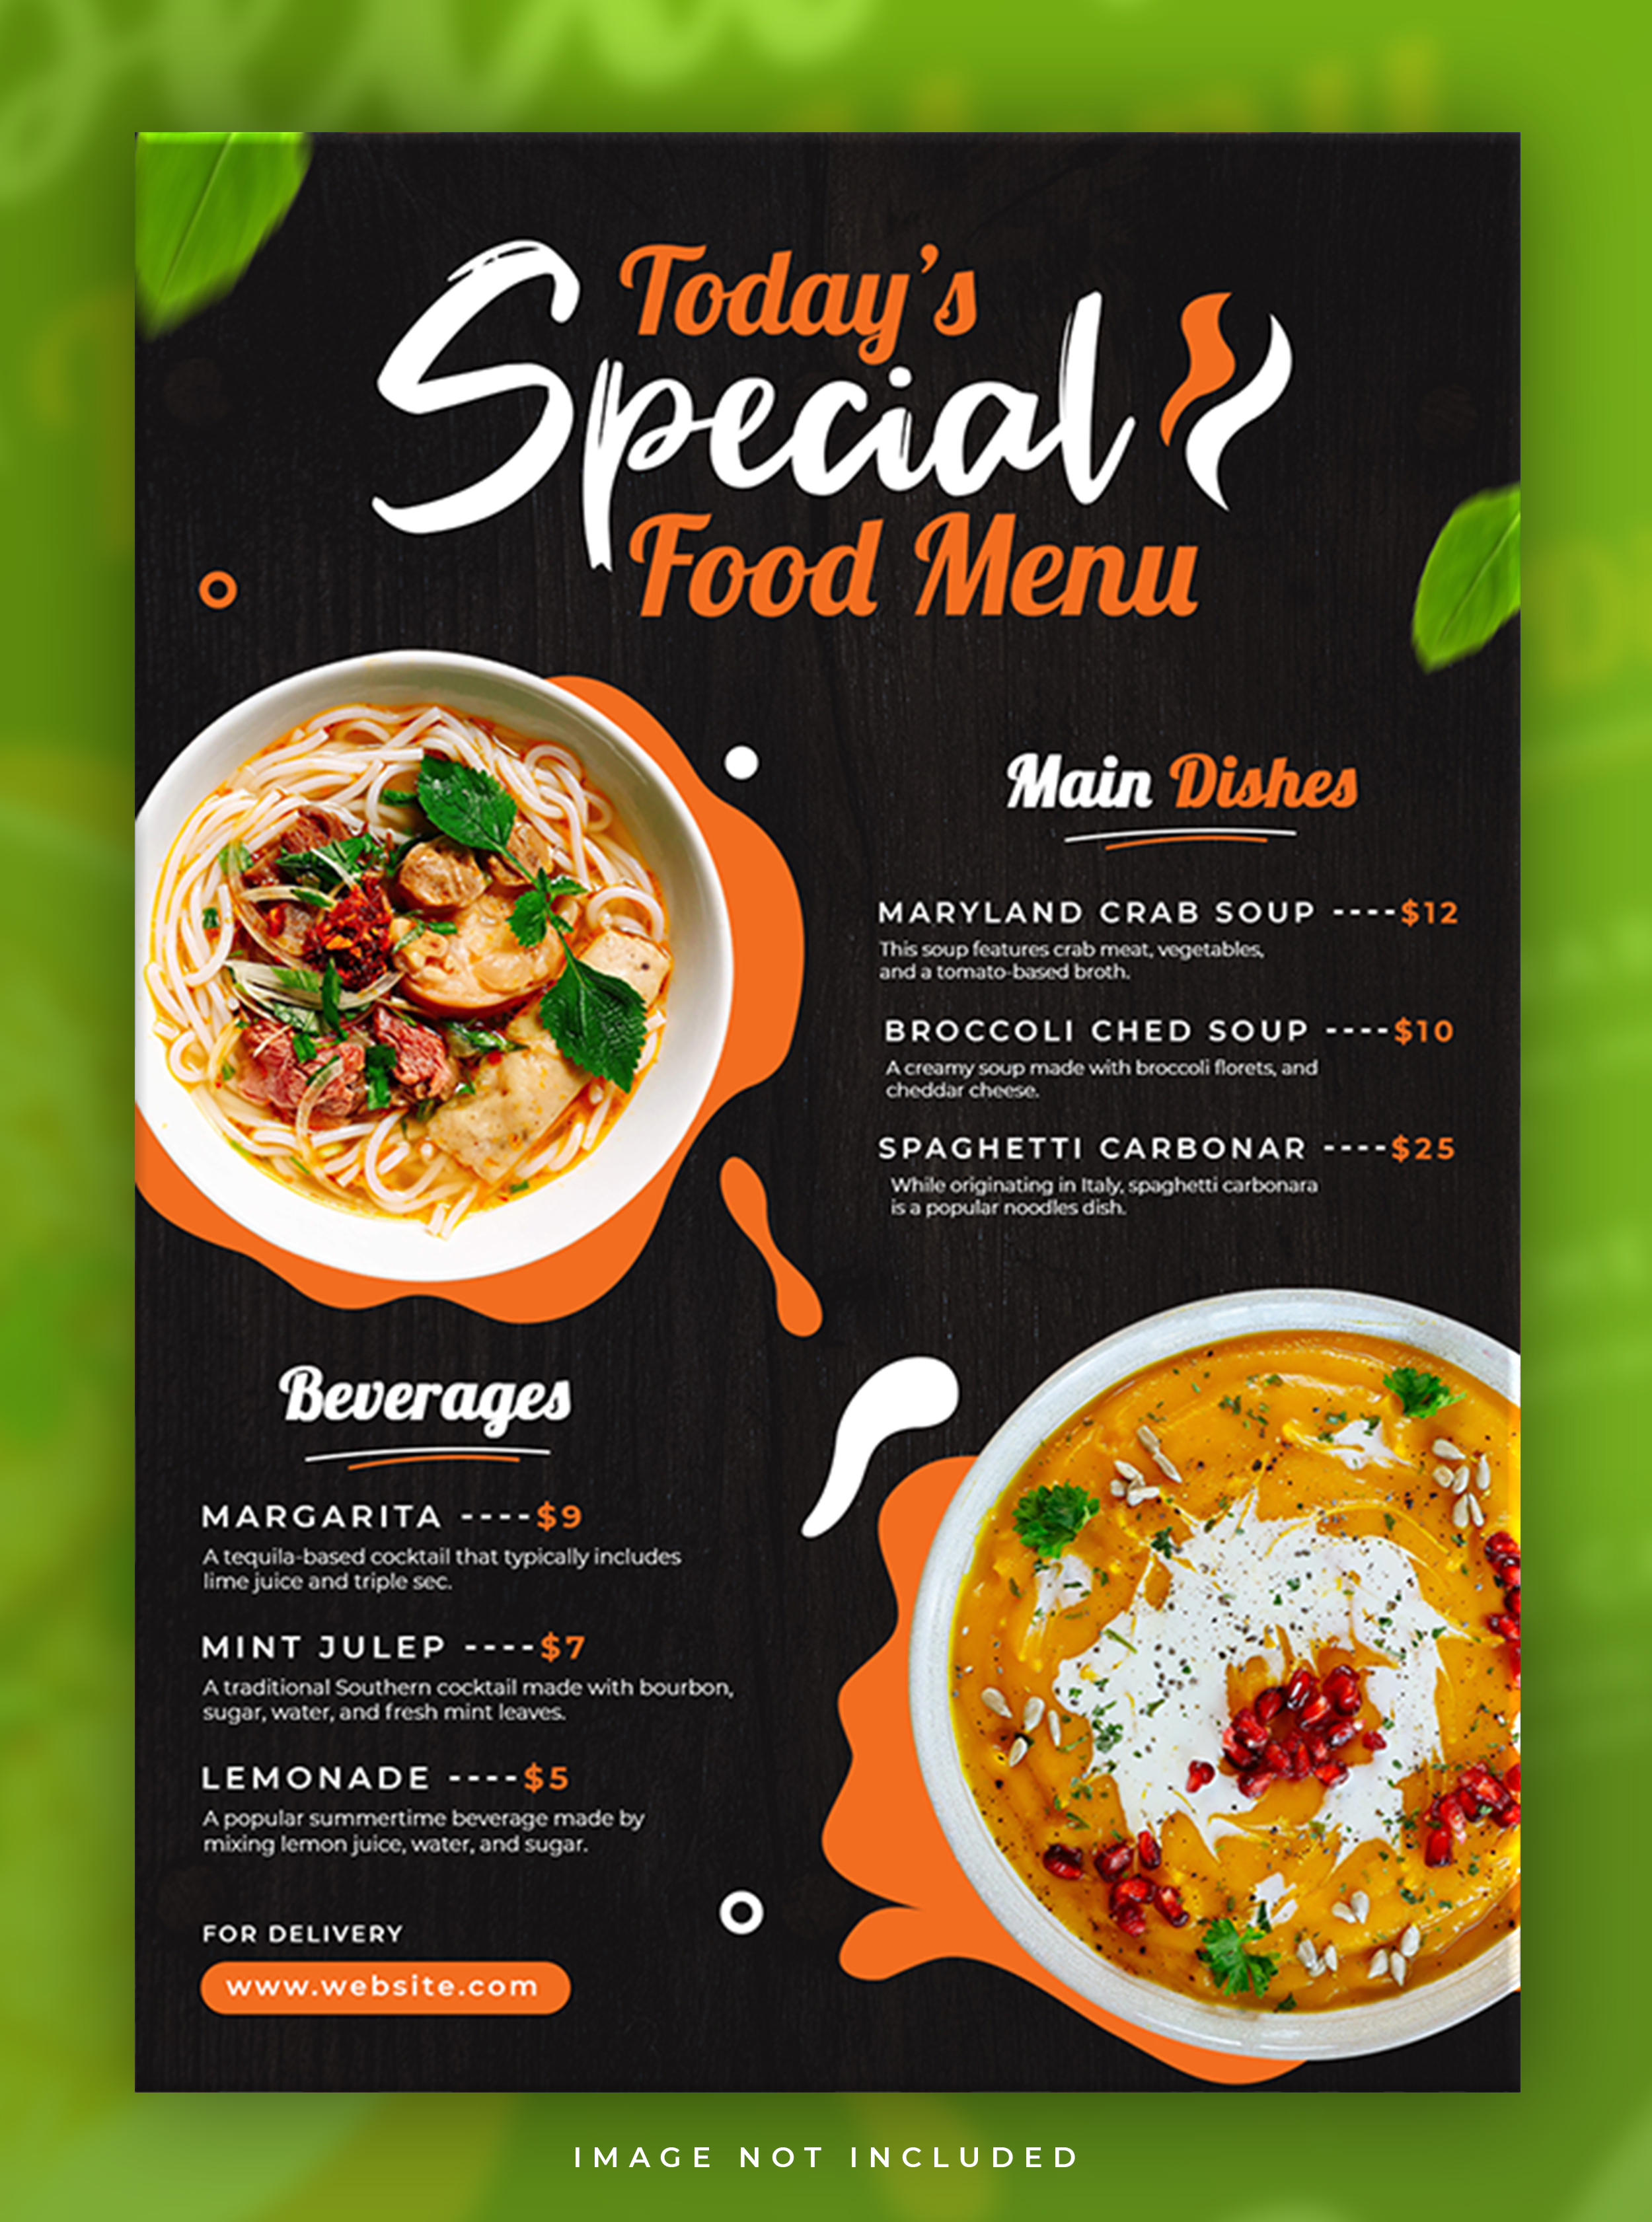 Today's
Special
Food Menu
Main Dishes
MARYLAND CRAB SOUP ----$12
This soup features crab meat, vegetables,
and a tomato-based broth.
BROCCOLI CHED SOUP ----$10
A creamy soup made with broccoli florets, and
cheddar cheese.
SPAGHETTI CARBONAR ----$25
While originating in Italy, spaghetti carbonara
is a popular noodles dish.
Beverages
MARGARITA ----$9
A tequila-based cocktail that typically includes
lime juice and triple sec.
MINT JULEP ----$7
A traditional Southern cocktail made with bourbon,
sugar, water, and fresh mint leaves.
LEMONADE ----$5
A popular summertime beverage made by
mixing lemon juice, water, and sugar.
FOR DELIVERY
www.website.com
IMAGE NOT INCLUDED